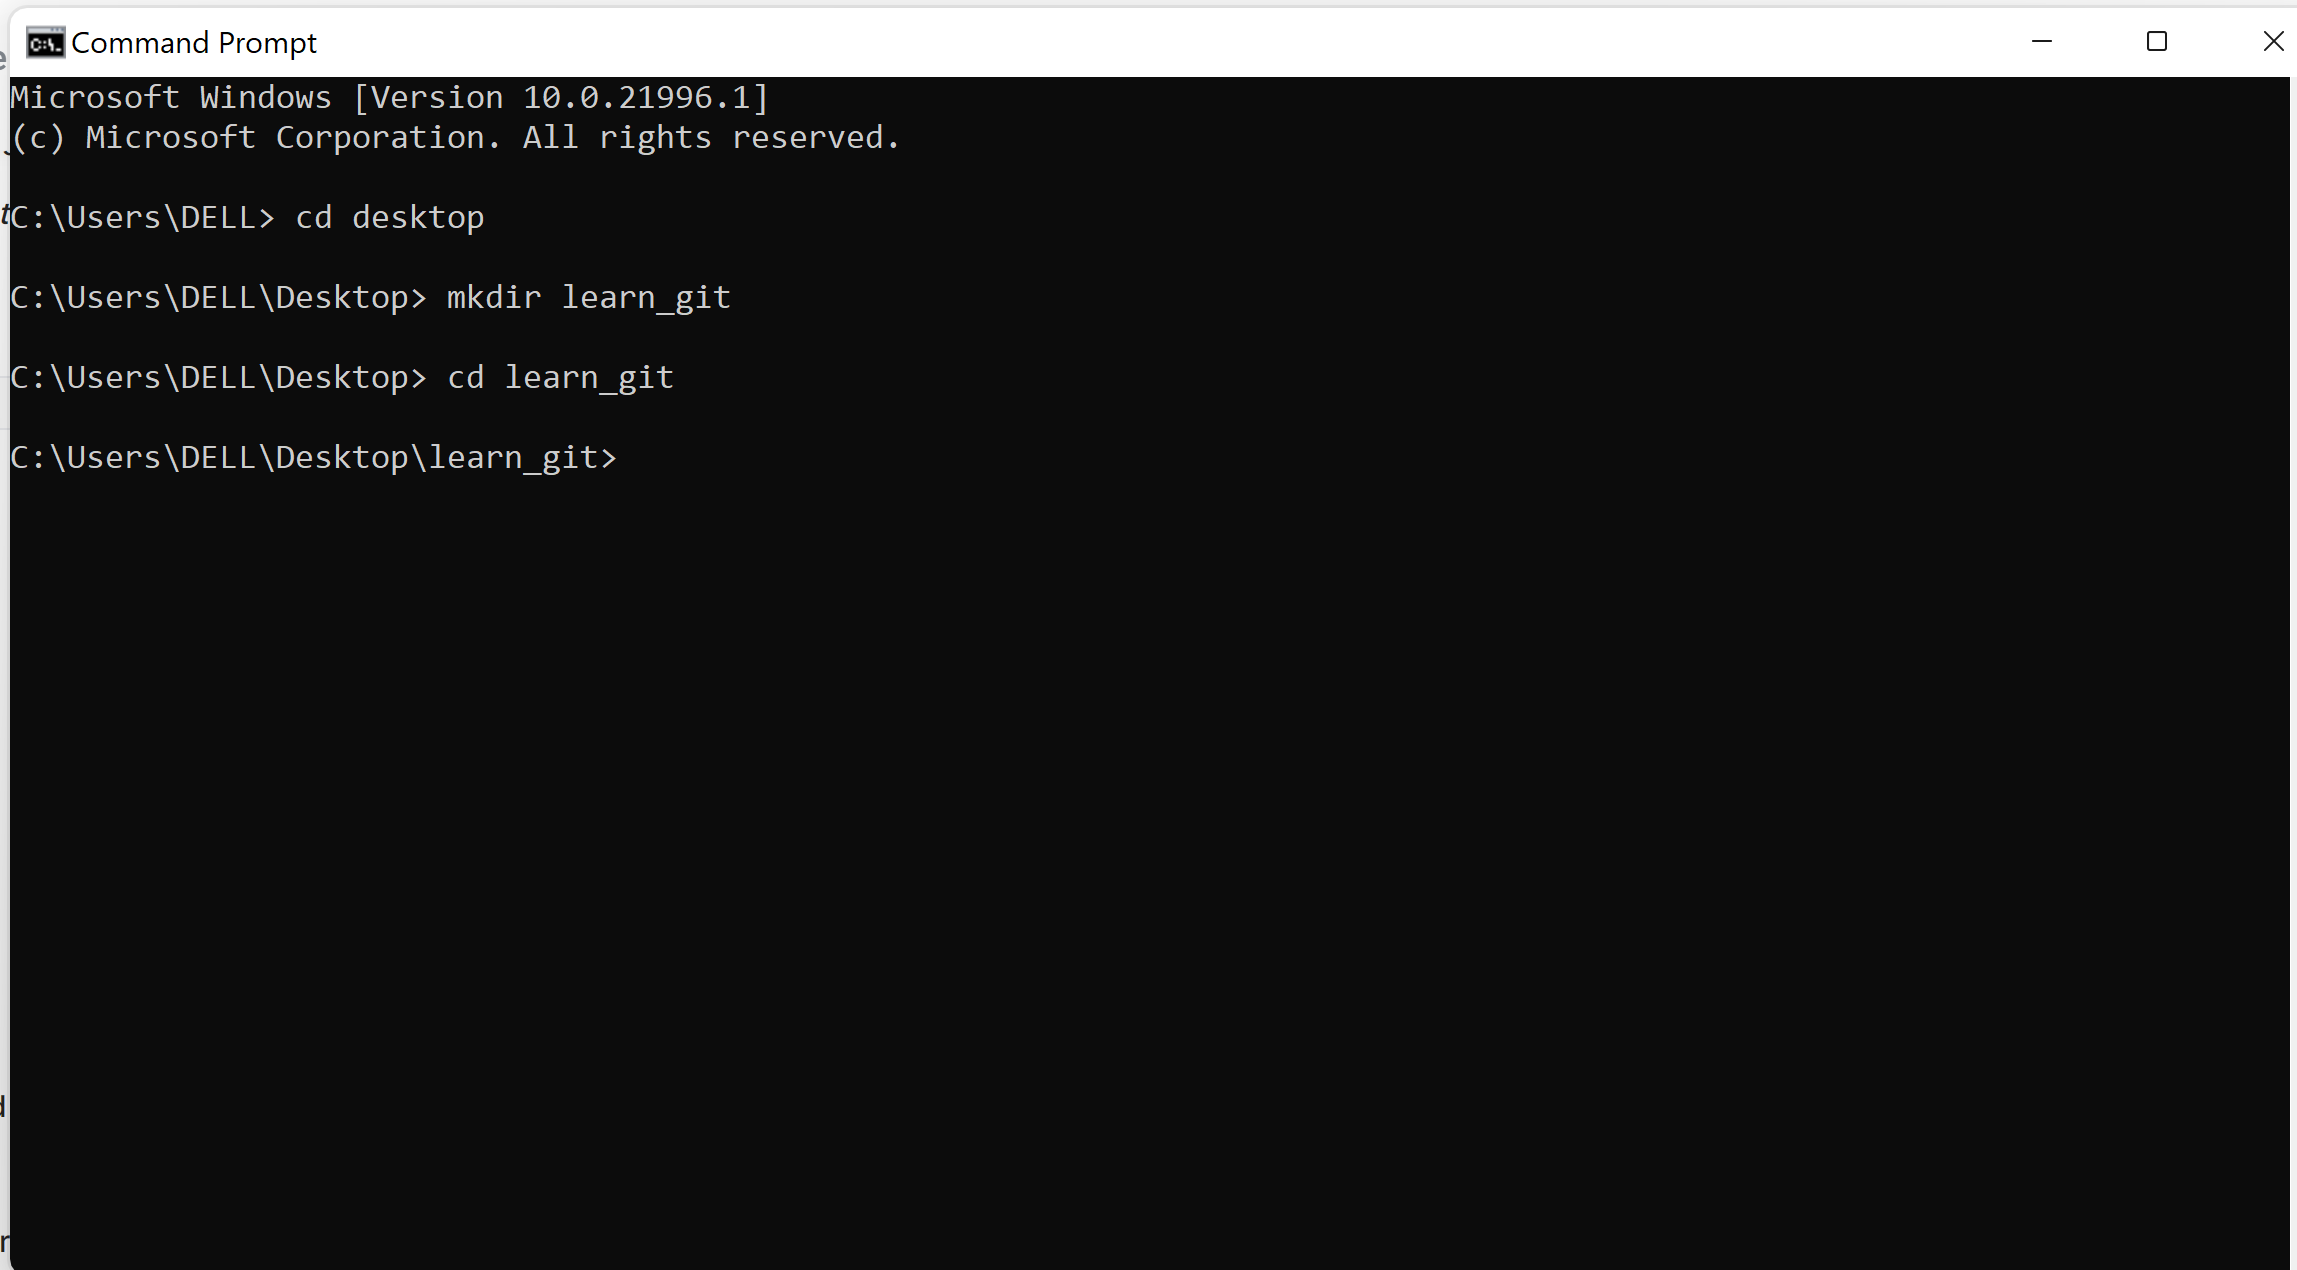 Command Prompt
Microsoft Windows [Version 10.0.21996.1]
(c) Microsoft Corporation. All rights reserved.
C:\Users\DELL> cd desktop
C:\Users\DELL\Desktop> mkdir learn_git
C:\Users\DELL\Desktop> cd learn_git
C:\Users\DELL\Desktop\learn_git>